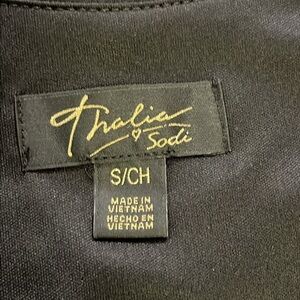 Thalia
Sodi
S/CH
MADE IN
VIETNAM
HECHO EN
VIETNAM